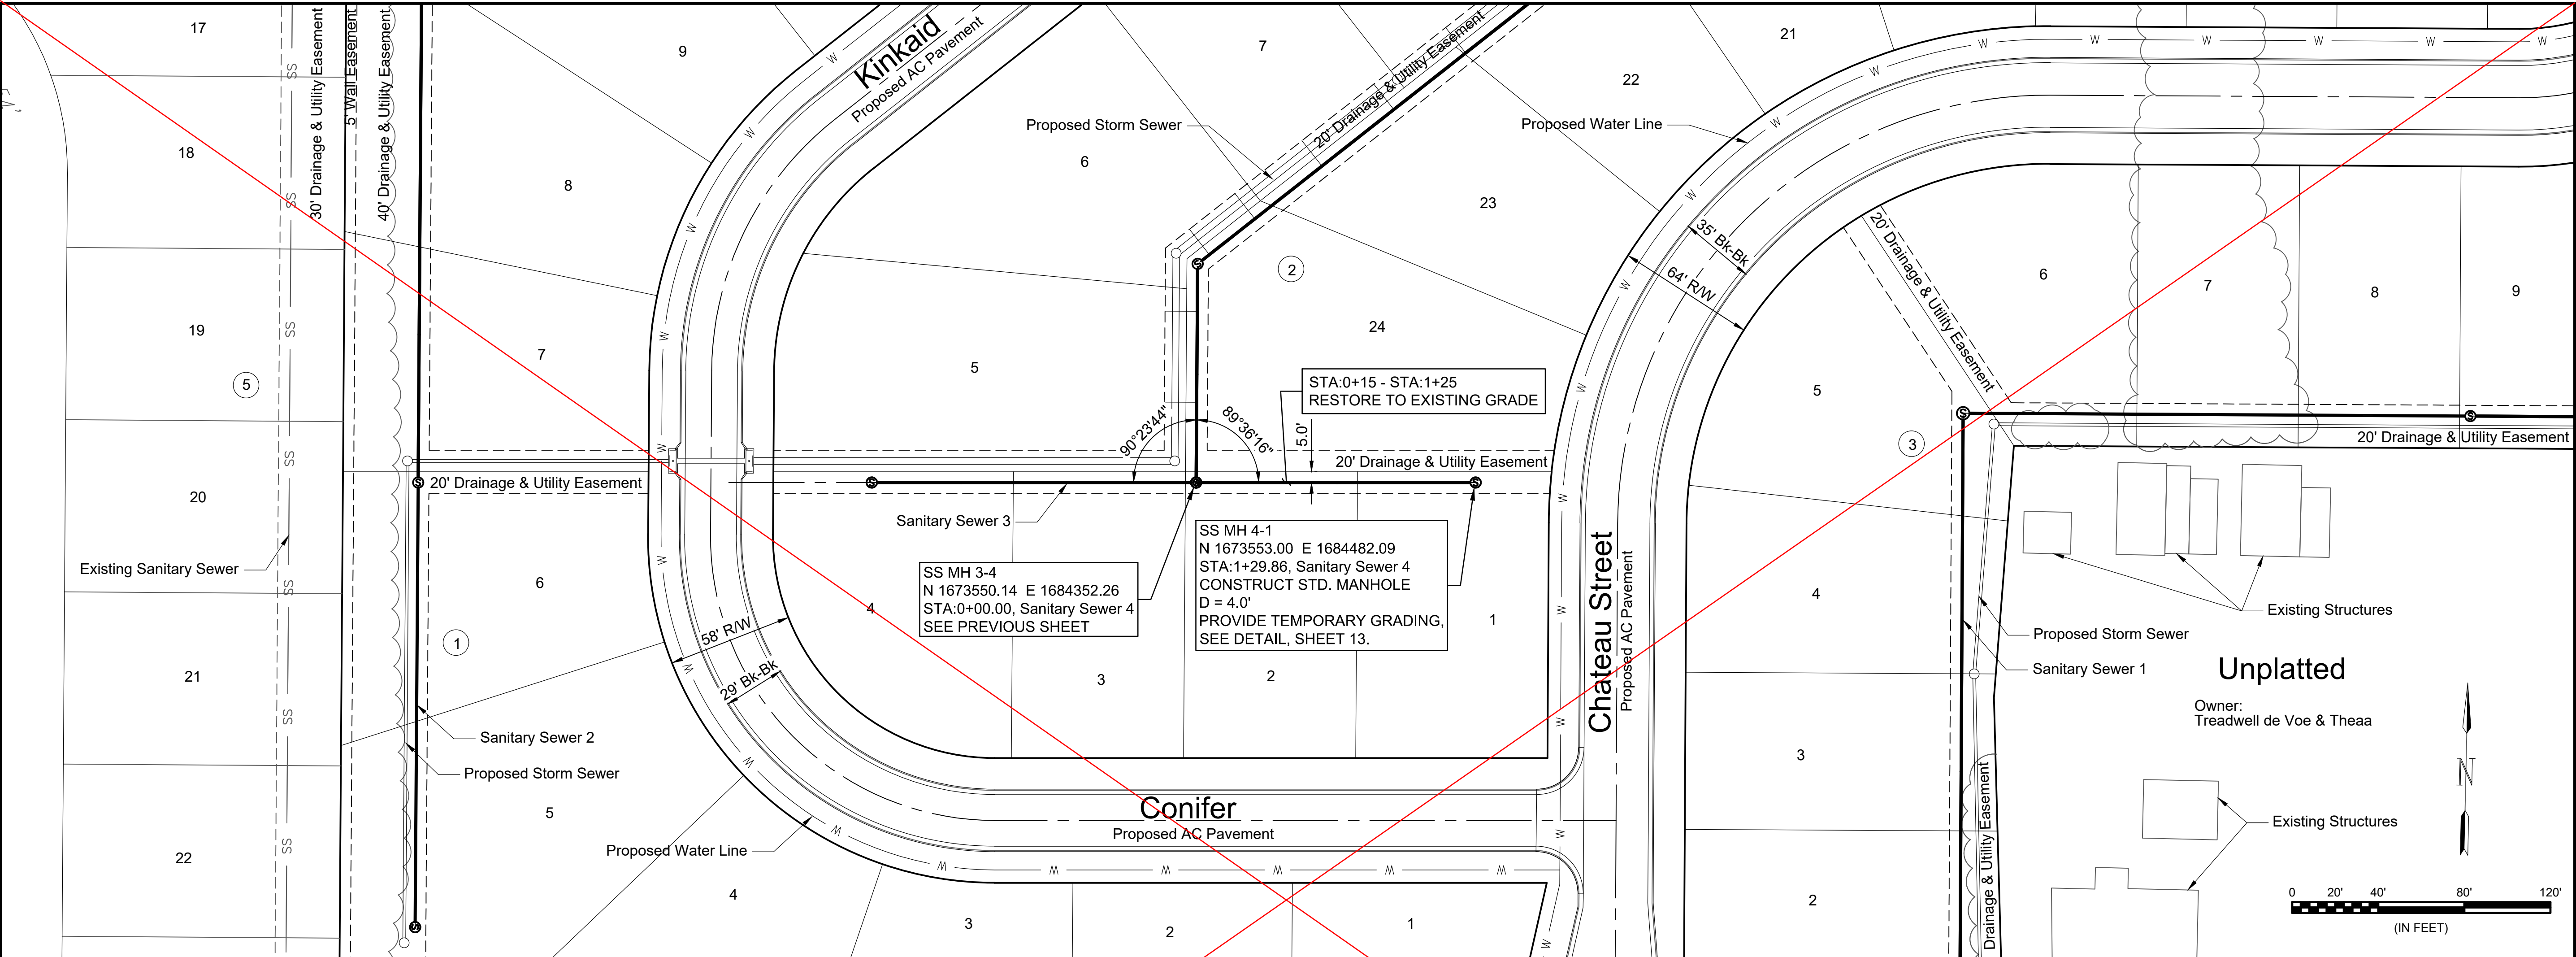 17
18
19
20
21
22
5
SS
SS
SS
SS
SS
SS
SS
30' Drainage & Utility Easement
5' Wall Easement
40' Drainage & Utility Easement
Existing Sanitary Sewer
9
8
7
6
5
4
3
2
1
1
20' Drainage & Utility Easement
Sanitary Sewer 2
Proposed Storm Sewer
Proposed Water Line
Kinkaid
Proposed AC Pavement
58' R/W
29' Bk-Bk
Conifer
Proposed AC Pavement
7
6
5
4
3
2
1
Proposed Storm Sewer
20' Drainage & Utility Easement
21
22
23
24
2
Proposed Water Line
STA:0+15 - STA:1+25
RESTORE TO EXISTING GRADE
90°23'44"
89°36'16"
5.0'
20' Drainage & Utility Easement
Sanitary Sewer 3
SS MH 3-4
N 1673550.14 E 1684352.26
STA:0+00.00, Sanitary Sewer 4
SEE PREVIOUS SHEET
SS MH 4-1
N 1673553.00 E 1684482.09
STA:1+29.86, Sanitary Sewer 4
CONSTRUCT STD. MANHOLE
D = 4.0'
PROVIDE TEMPORARY GRADING,
SEE DETAIL, SHEET 13.
35' Bk-Bk
64' R/W
Chateau Street
Proposed AC Pavement
20' Drainage & Utility Easement
6
7
8
9
5
4
3
2
3
20' Drainage & Utility Easement
Existing Structures
Proposed Storm Sewer
Sanitary Sewer 1
Unplatted
Owner:
Treadwell de Voe & Theaa
Existing Structures
Drainage & Utility Easement
N
0 20' 40' 80' 120'
(IN FEET)